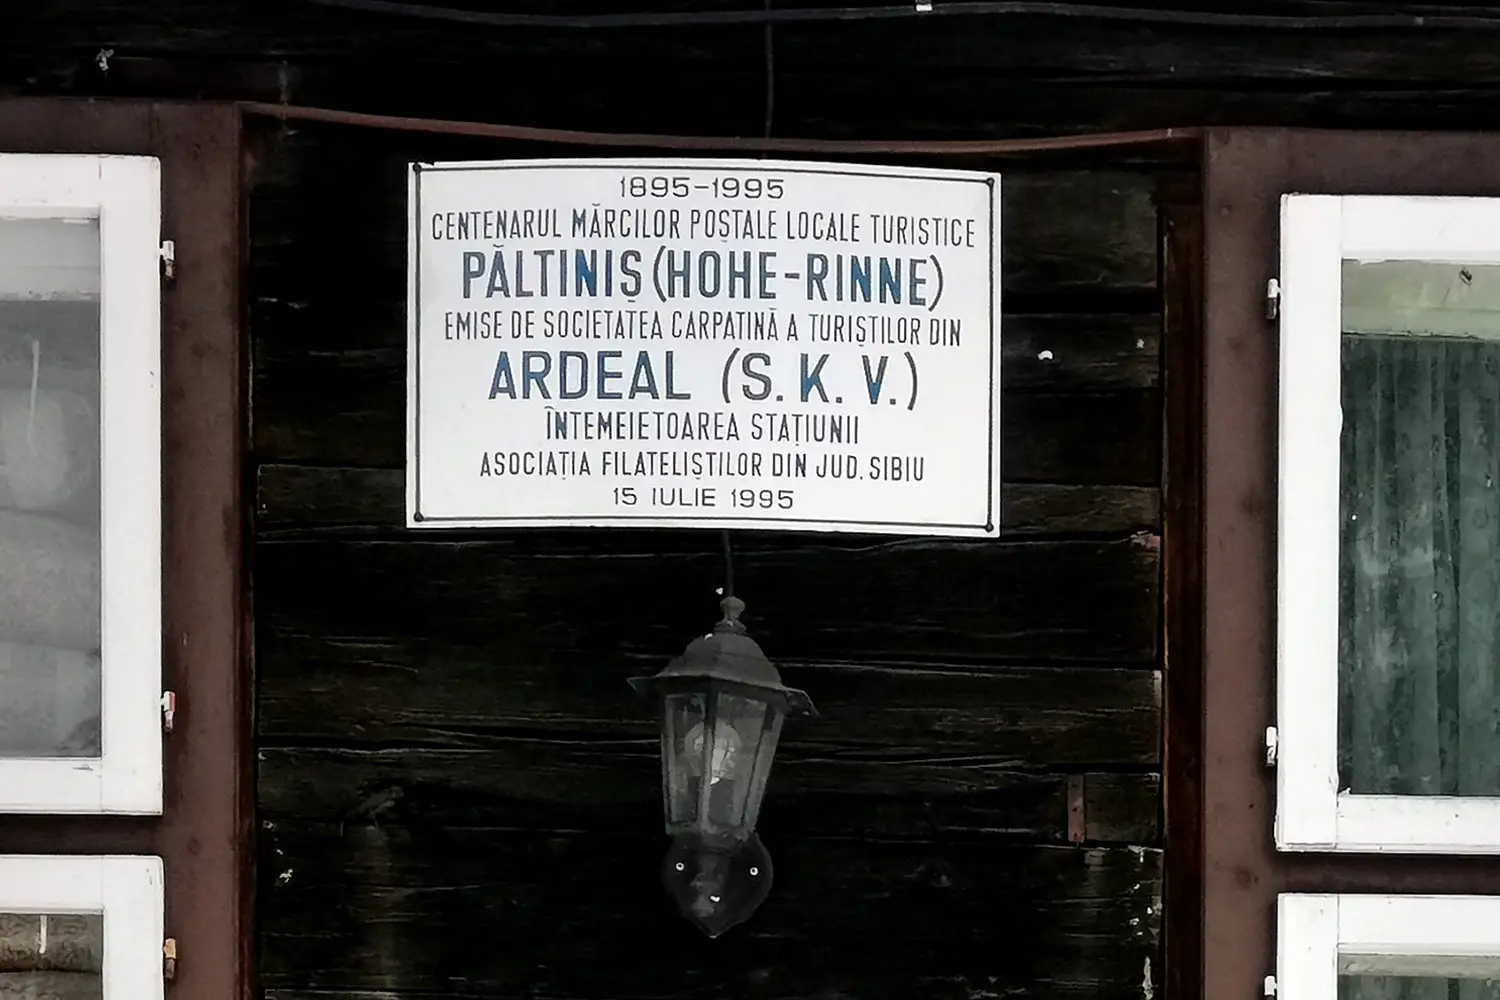 1895-1995
CENTENARUL MĂRCILOR POȘTALE LOCALE TURISTICE
PĂLTINIȘ (HOHE-RINNE)
EMISE DE SOCIETATEA CARPATINĂ A TURIȘTILOR DIN
ARDEAL (S. K. V.)
ÎNTEMEIETOAREA STAȚIUNII
ASOCIAȚIA FILATELIȘTILOR DIN JUD. SIBIU
15 IULIE 1995